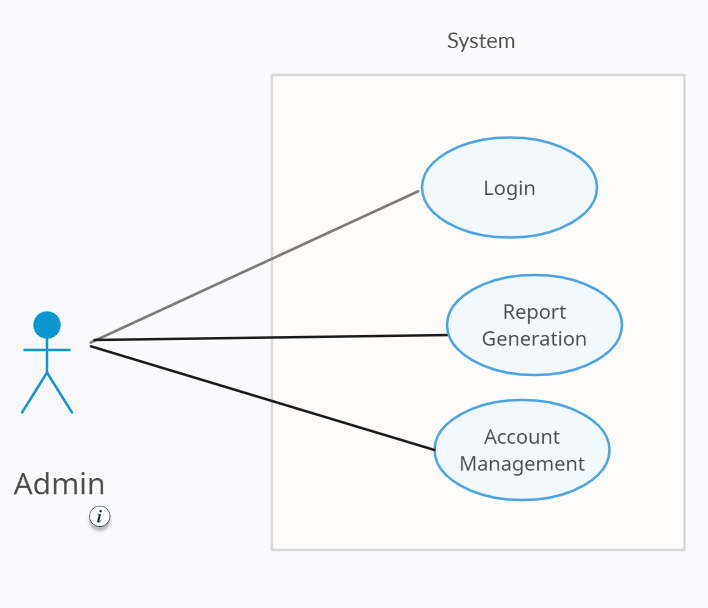 System
Login
Report
Generation
Account
Management
Admin
i